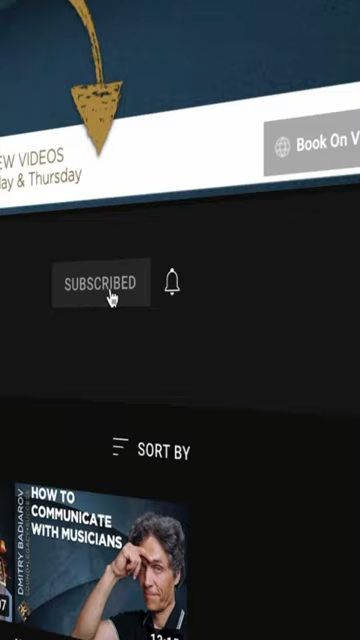 EW VIDEOS
ay & Thursday
Book On V
SUBSCRIBED
SORT BY
HOW TO
COMMUNICATE
WITH MUSICIANS
DMITRY BADIAROV